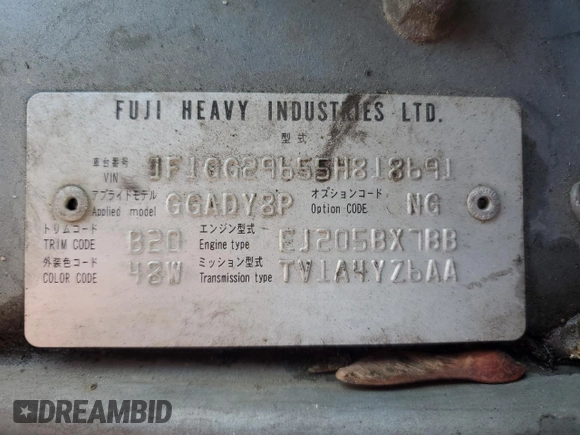 FUJI HEAVY INDUSTRIES LTD.
型式
車台番号 VIN JF1GG29655H818691
アプライドモデル Applied model GGADY8P オプションコード Option CODE NG
トリムコード TRIM CODE B20 エンジン型式 Engine type EJ205BX7BB
外装色コード COLOR CODE 48W ミッション型式 Transmission type TV1A4YZ6AA
DREAMBID